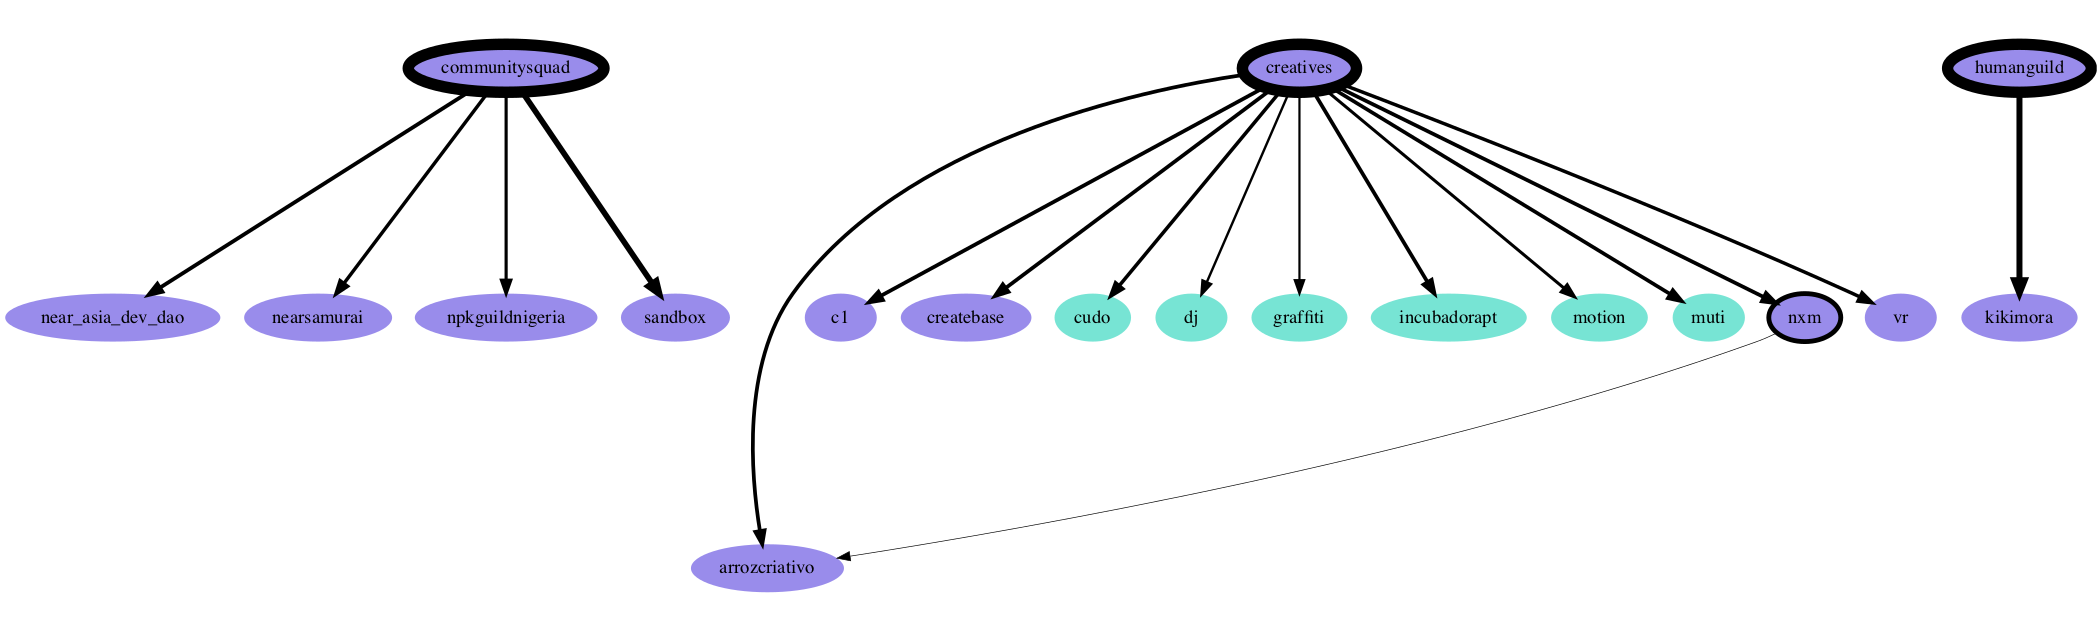 communitysquad
creatives
humanguild
near_asia_dev_dao
nearsamurai
npkguildnigeria
sandbox
c1
createbase
cudo
dj
graffiti
incubadorapt
motion
muti
nxm
vr
kikimora
arrozcriativo